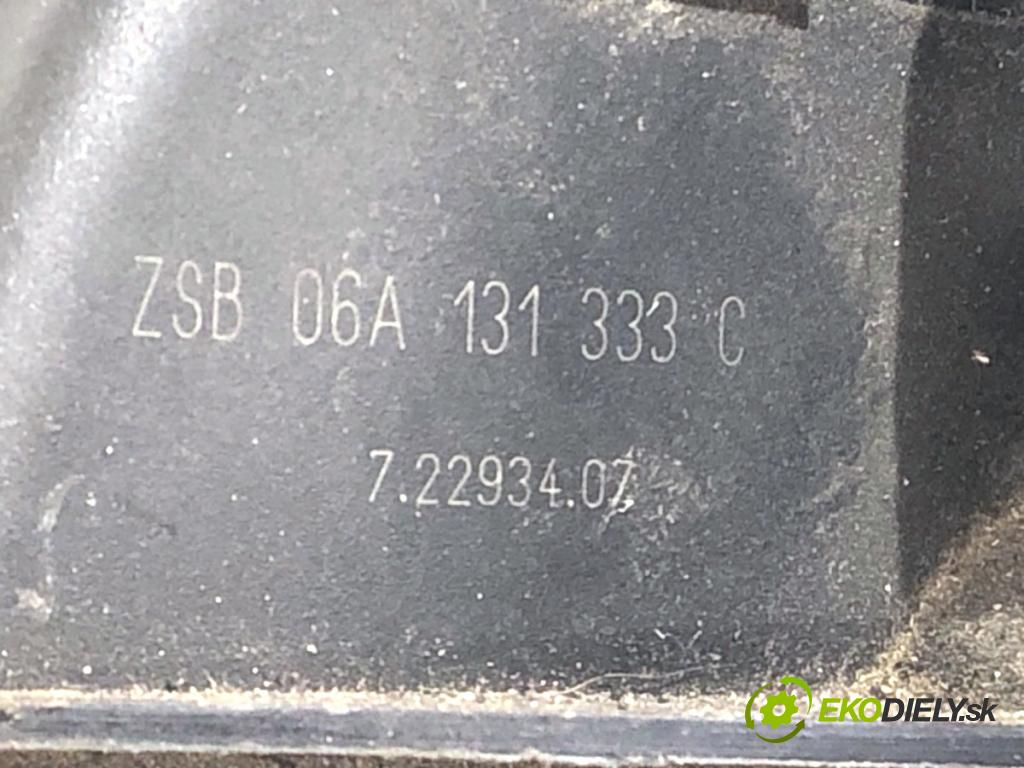 ZSB 06A 131 333 C
7.22934.07
EKODIELY.sk